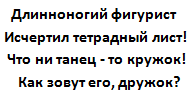 Длинноногий фигурист
Исчертил тетрадный лист!
Что ни танец - то кружок!
Как зовут его, дружок?